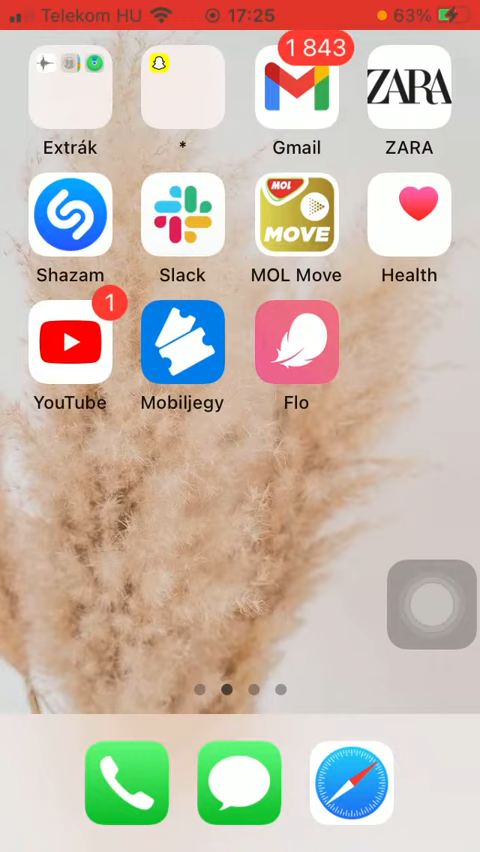 Telekom HU 17:25 63%
1 843
ZARA
Extrák * Gmail ZARA
MOL
MOVE
Shazam Slack MOL Move Health
1
YouTube Mobiljegy Flo